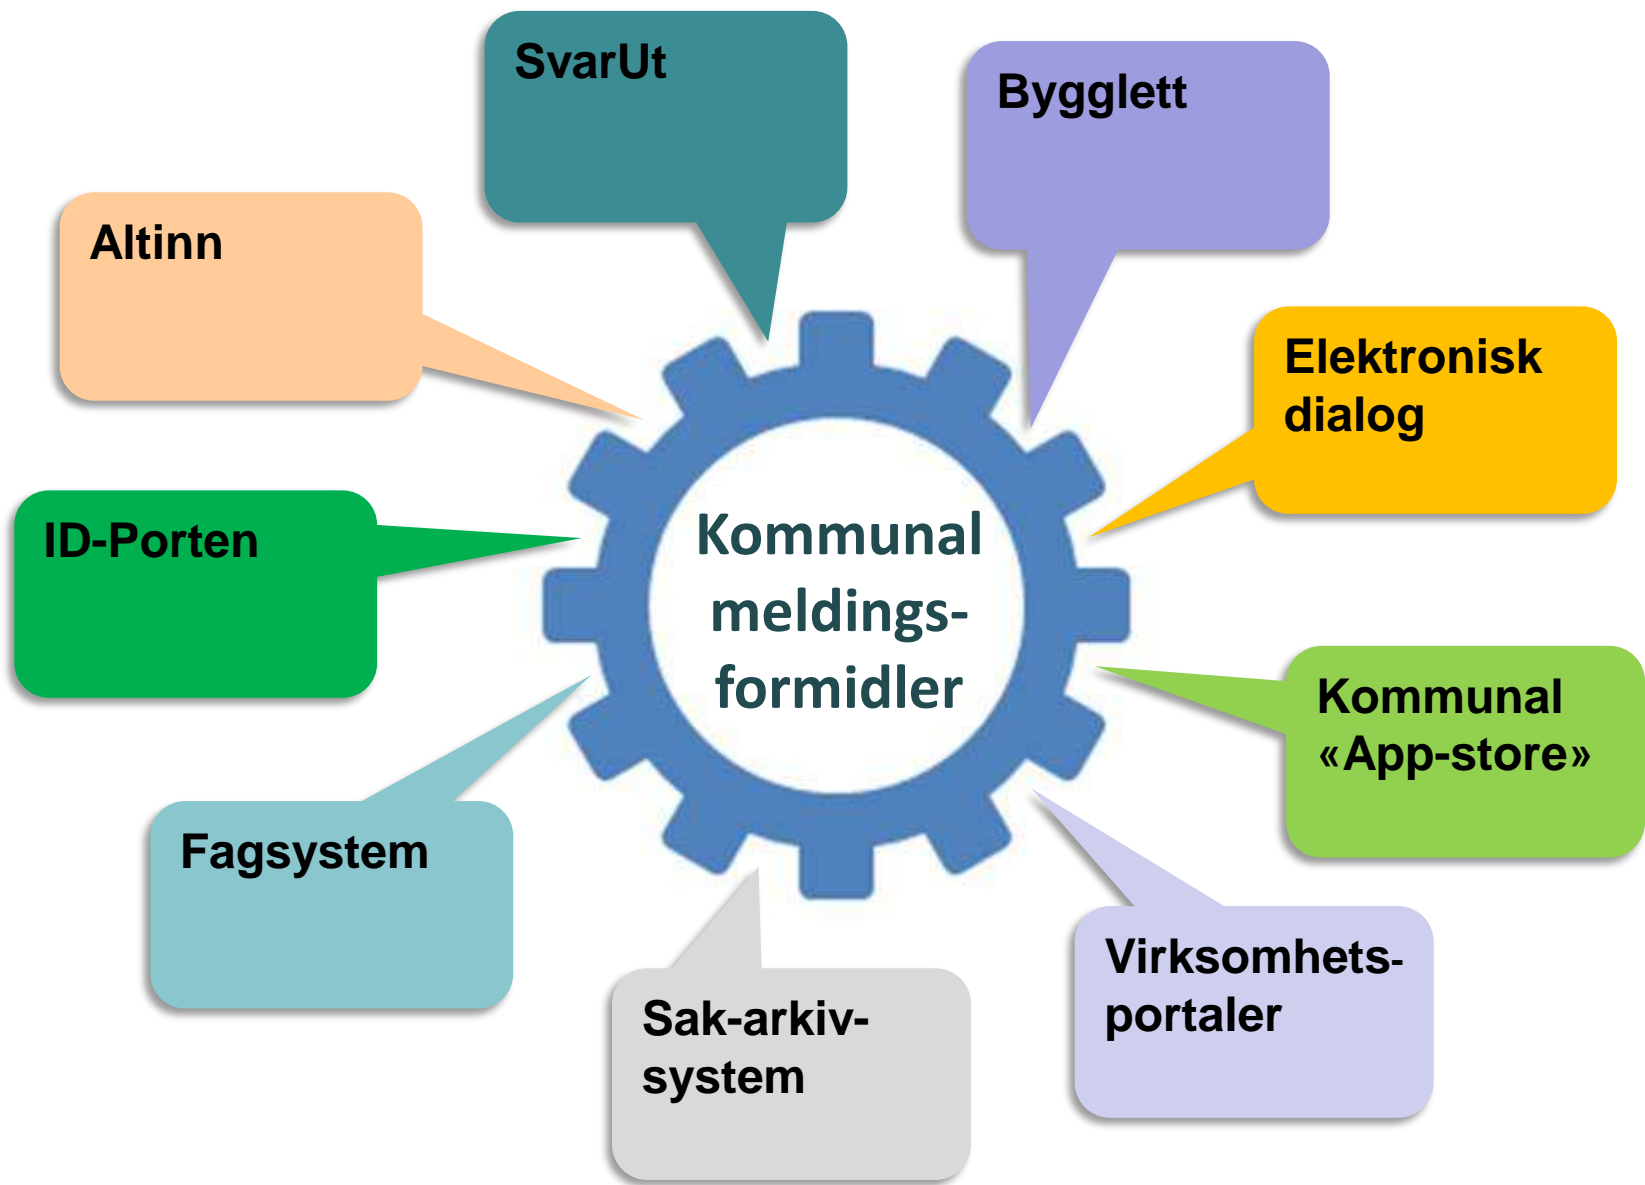 SvarUt
Bygglett
Altinn
Elektronisk
dialog
ID-Porten
Kommunal
meldings-
formidler
Kommunal
«App-store»
Fagsystem
Virksomhets-
portaler
Sak-arkiv-
system